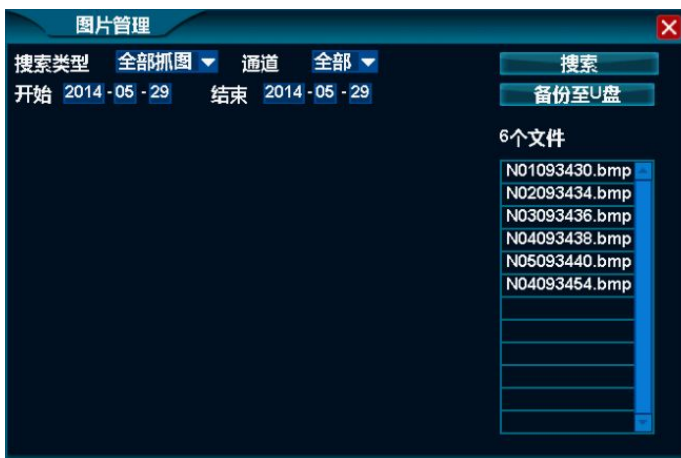 图片管理
搜索类型 全部抓图 通道 全部 搜索
开始 2014-05-29 结束 2014-05-29 备份至U盘
6个文件
N01093430.bmp
N02093434.bmp
N03093436.bmp
N04093438.bmp
N05093440.bmp
N04093454.bmp